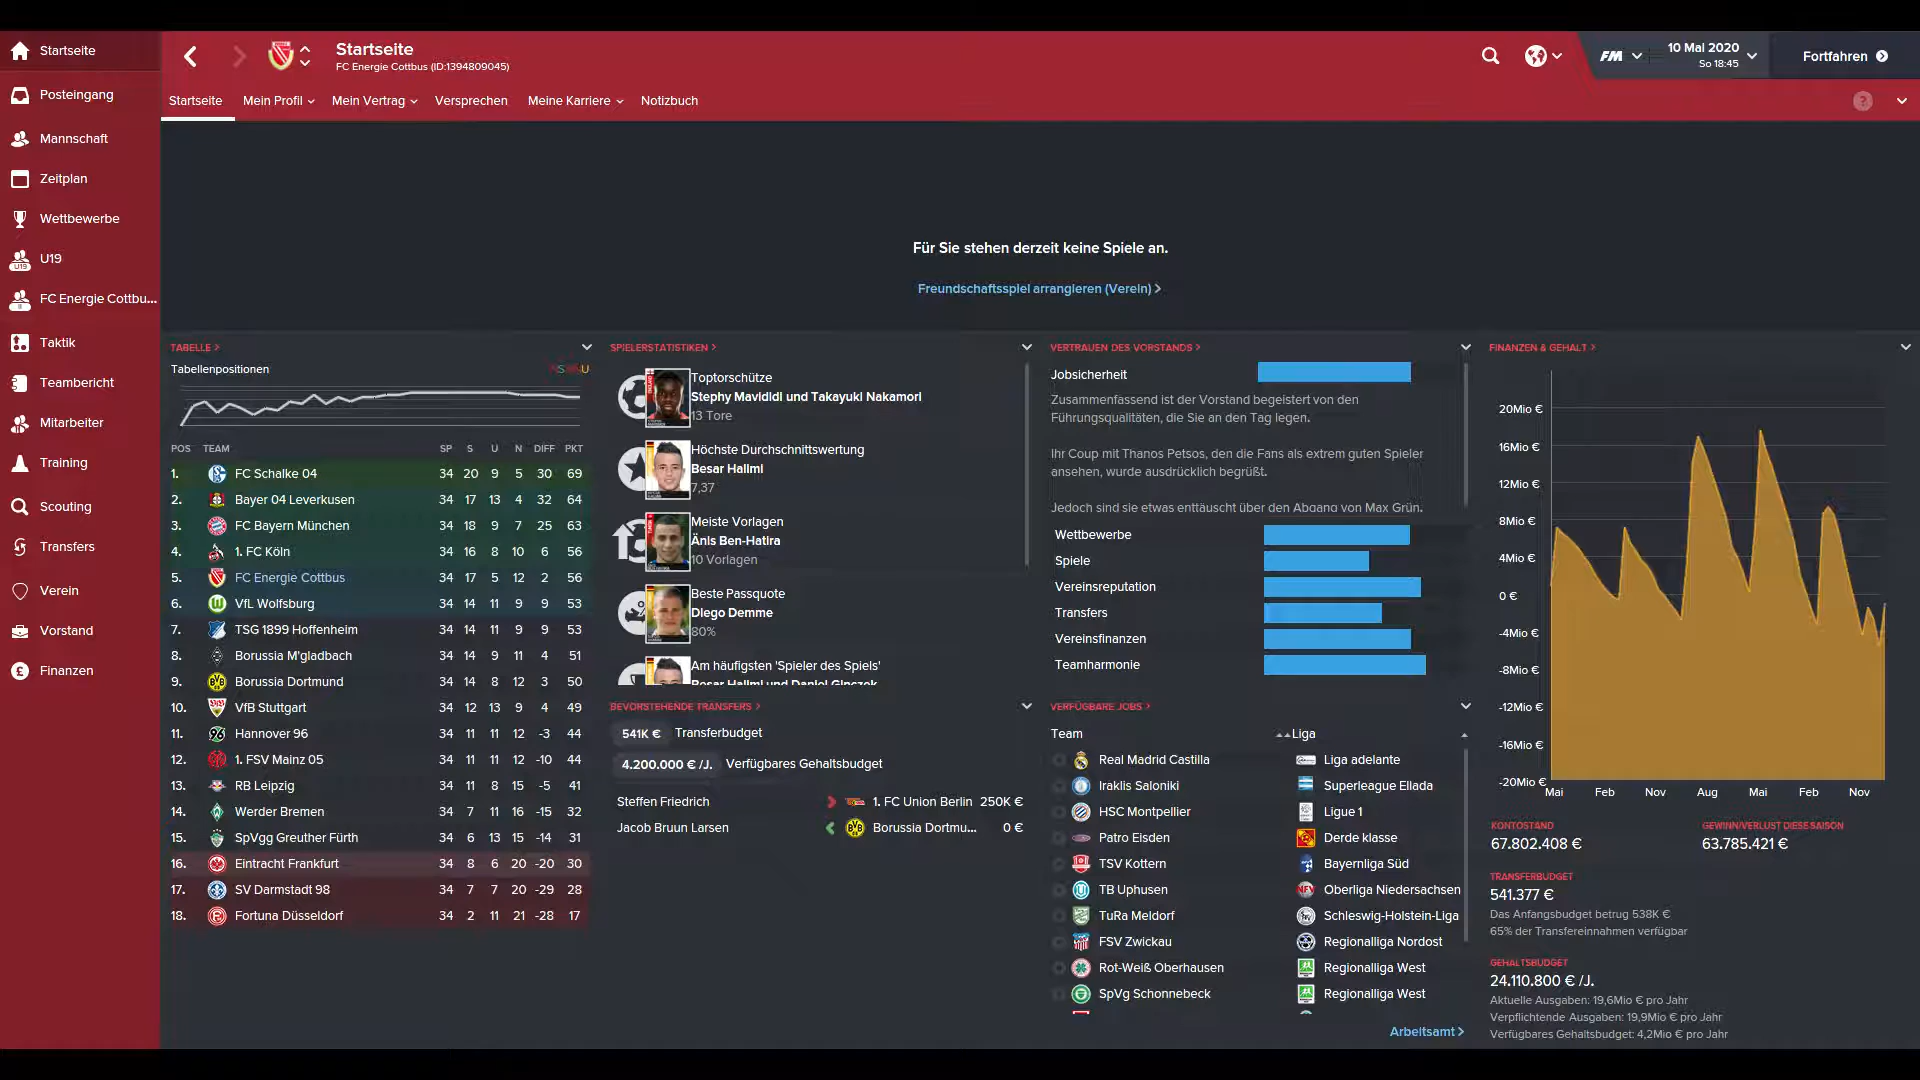 Startseite
Posteingang
Mannschaft
Zeitplan
Wettbewerbe
U19
FC Energie Cottbu...
Taktik
Teambericht
Mitarbeiter
Training
Scouting
Transfers
Verein
Vorstand
Finanzen
Startseite
FC Energie Cottbus (ID:1394809045)
FM
10 Mai 2020
So 18:45
Fortfahren
Startseite Mein Profil Mein Vertrag Versprechen Meine Karriere Notizbuch
?
Für Sie stehen derzeit keine Spiele an.
Freundschaftsspiel arrangieren (Verein) >
TABELLE >
Tabellenpositionen
POS TEAM SP S U N DIFF PKT
1. FC Schalke 04 34 20 9 5 30 69
2. Bayer 04 Leverkusen 34 17 13 4 32 64
3. FC Bayern München 34 18 9 7 25 63
4. 1. FC Köln 34 16 8 10 6 56
5. FC Energie Cottbus 34 17 5 12 2 56
6. VfL Wolfsburg 34 14 11 9 9 53
7. TSG 1899 Hoffenheim 34 14 11 9 9 53
8. Borussia M'gladbach 34 14 9 11 4 51
9. Borussia Dortmund 34 14 8 12 3 50
10. VfB Stuttgart 34 12 13 9 4 49
11. Hannover 96 34 11 11 12 -3 44
12. 1. FSV Mainz 05 34 11 11 12 -10 44
13. RB Leipzig 34 11 8 15 -5 41
14. Werder Bremen 34 7 11 16 -15 32
15. SpVgg Greuther Fürth 34 6 13 15 -14 31
16. Eintracht Frankfurt 34 8 6 20 -20 30
17. SV Darmstadt 98 34 7 7 20 -29 28
18. Fortuna Düsseldorf 34 2 11 21 -28 17
SPIELERSTATISTIKEN >
Toptorschütze
Stephy Mavididi und Takayuki Nakamori
13 Tore
Höchste Durchschnittswertung
Besar Halimi
7,37
Meiste Vorlagen
Änis Ben-Hatira
10 Vorlagen
Beste Passquote
Diego Demme
80%
Am häufigsten 'Spieler des Spiels'
Besar Halimi und Daniel Ginczek
BEVORSTEHENDE TRANSFERS >
541K € Transferbudget
4.200.000 € /J. Verfügbares Gehaltsbudget
Steffen Friedrich 1. FC Union Berlin 250K €
Jacob Bruun Larsen Borussia Dortmu... 0 €
VERTRAUEN DES VORSTANDS >
Jobsicherheit
Zusammenfassend ist der Vorstand begeistert von den
Führungsqualitäten, die Sie an den Tag legen.
Ihr Coup mit Thanos Petsos, den die Fans als extrem guten Spieler
ansehen, wurde ausdrücklich begrüßt.
Jedoch sind sie etwas enttäuscht über den Abgang von Max Grün.
Wettbewerbe
Spiele
Vereinsreputation
Transfers
Vereinsfinanzen
Teamharmonie
VERFÜGBARE JOBS >
Team Liga
Real Madrid Castilla Liga adelante
Iraklis Saloniki Superleague Ellada
HSC Montpellier Ligue 1
Patro Eisden Derde klasse
TSV Kottern Bayernliga Süd
TB Uphusen Oberliga Niedersachsen
TuRa Meldorf Schleswig-Holstein-Liga
FSV Zwickau Regionalliga Nordost
Rot-Weiß Oberhausen Regionalliga West
SpVg Schonnebeck Regionalliga West
Arbeitsamt >
FINANZEN & GEHALT >
20Mio €
16Mio €
12Mio €
8Mio €
4Mio €
0 €
-4Mio €
-8Mio €
-12Mio €
-16Mio €
-20Mio €
Mai Feb Nov Aug Mai Feb Nov
KONTOSTAND
67.802.408 €
GEWINN/VERLUST DIESE SAISON
63.785.421 €
TRANSFERBUDGET
541.377 €
Das Anfangsbudget betrug 538K €
65% der Transfereinnahmen verfügbar
GEHALTSBUDGET
24.110.800 € /J.
Aktuelle Ausgaben: 19,6Mio € pro Jahr
Verpflichtende Ausgaben: 19,9Mio € pro Jahr
Verfügbares Gehaltsbudget: 4,2Mio € pro Jahr